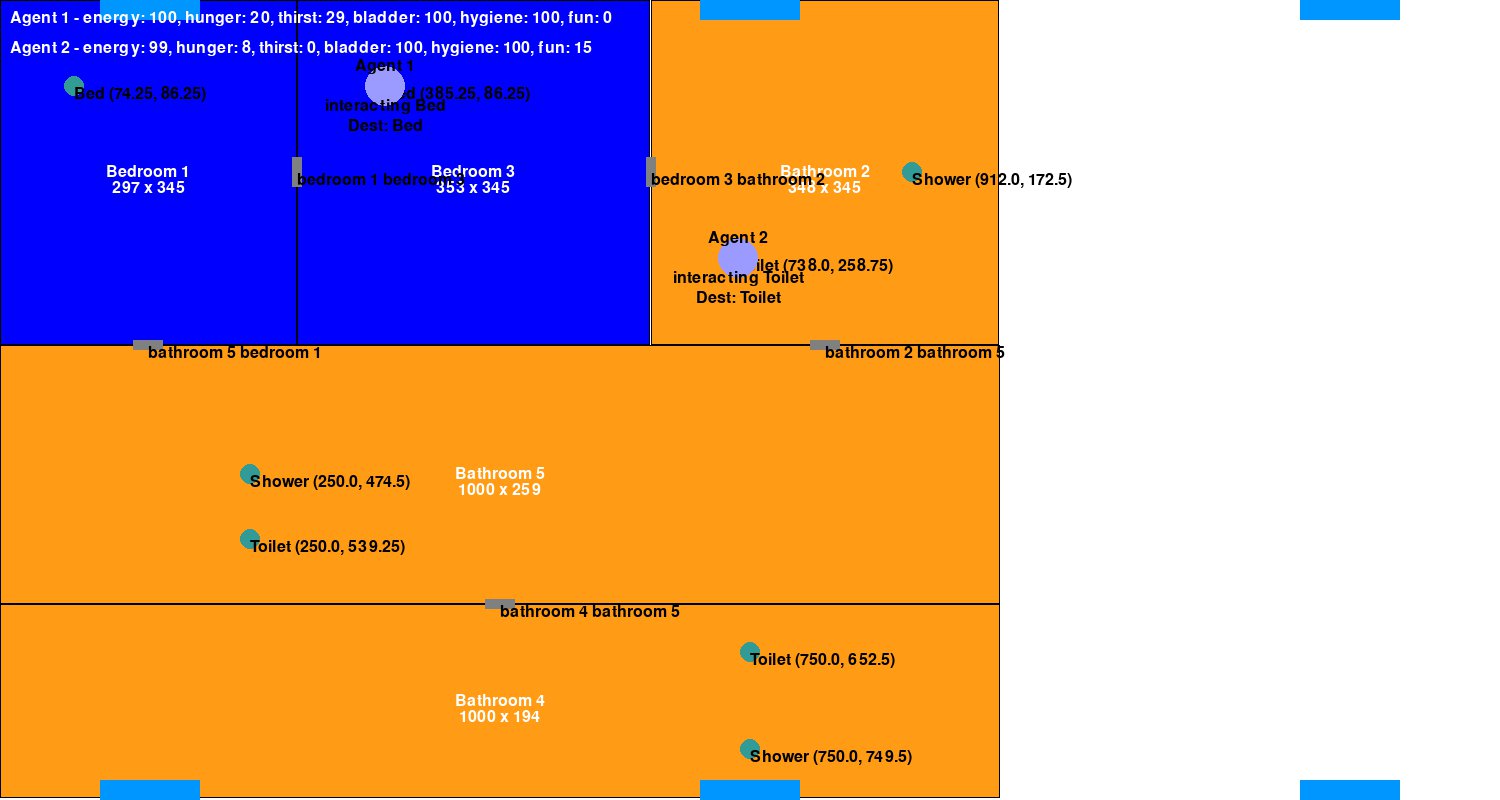 Agent 1 - energy: 100, hunger: 20, thirst: 29, bladder: 100, hygiene: 100, fun: 0
Agent 2 - energy: 99, hunger: 8, thirst: 0, bladder: 100, hygiene: 100, fun: 15
Agent 1
Bed (74.25, 86.25)
d (385.25, 86.25)
interacting Bed
Dest: Bed
Bedroom 1
297 x 345
Bedroom 3
353 x 345
Bathroom 2
348 x 345
bedroom 1 bedroom 3
bedroom 3 bathroom 2
Shower (912.0, 172.5)
Agent 2
ilet (738.0, 258.75)
interacting Toilet
Dest: Toilet
bathroom 5 bedroom 1
bathroom 2 bathroom 5
Shower (250.0, 474.5)
Bathroom 5
1000 x 259
Toilet (250.0, 539.25)
bathroom 4 bathroom 5
Toilet (750.0, 652.5)
Bathroom 4
1000 x 194
Shower (750.0, 749.5)